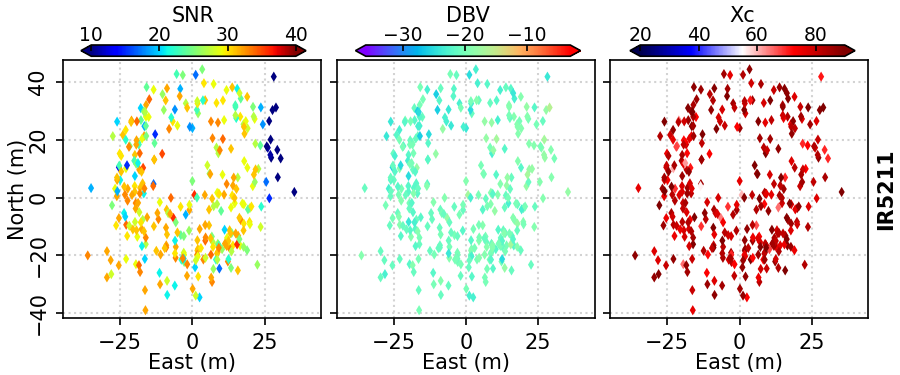 SNR DBV Xc
10 20 30 40 −30 −20 −10 20 40 60 80
40
20
0
−20
−40
North (m)
−25 0 25 −25 0 25 −25 0 25
East (m) East (m) East (m)
IR5211